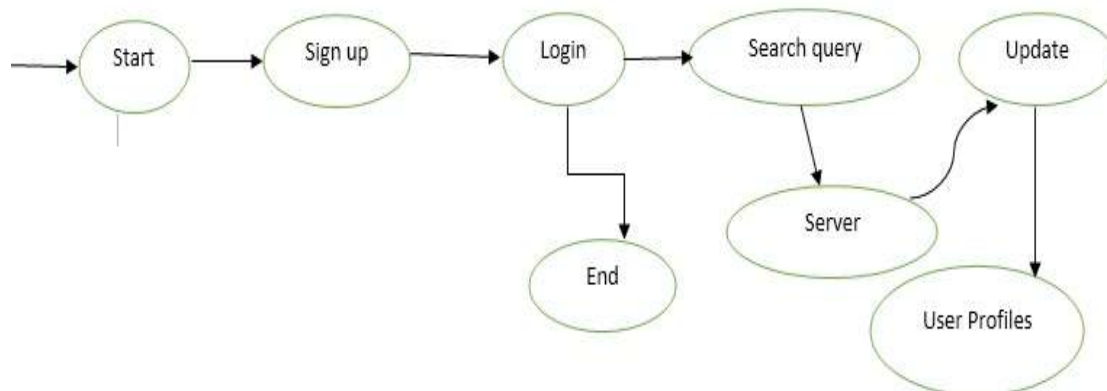 Start
Sign up
Login
Search query
Update
Server
End
User Profiles